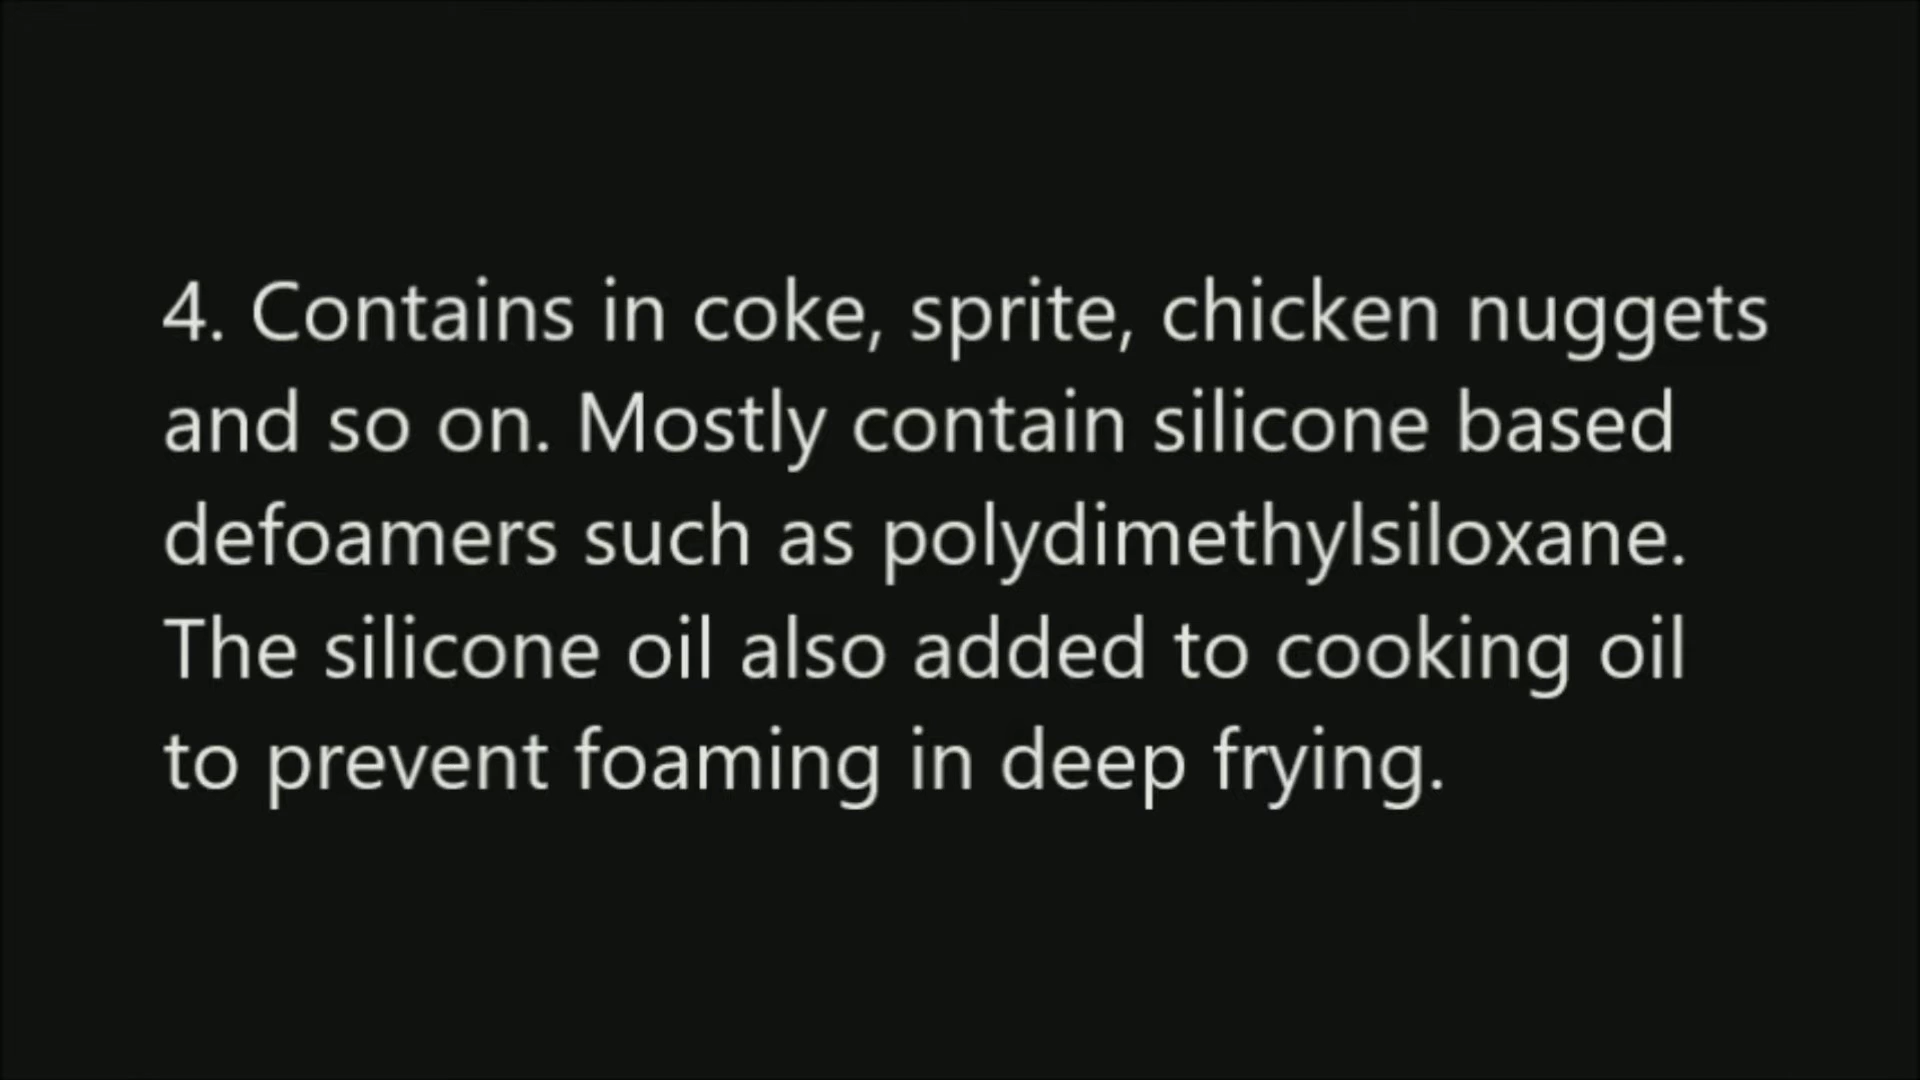 4. Contains in coke, sprite, chicken nuggets
and so on. Mostly contain silicone based
defoamers such as polydimethylsiloxane.
The silicone oil also added to cooking oil
to prevent foaming in deep frying.